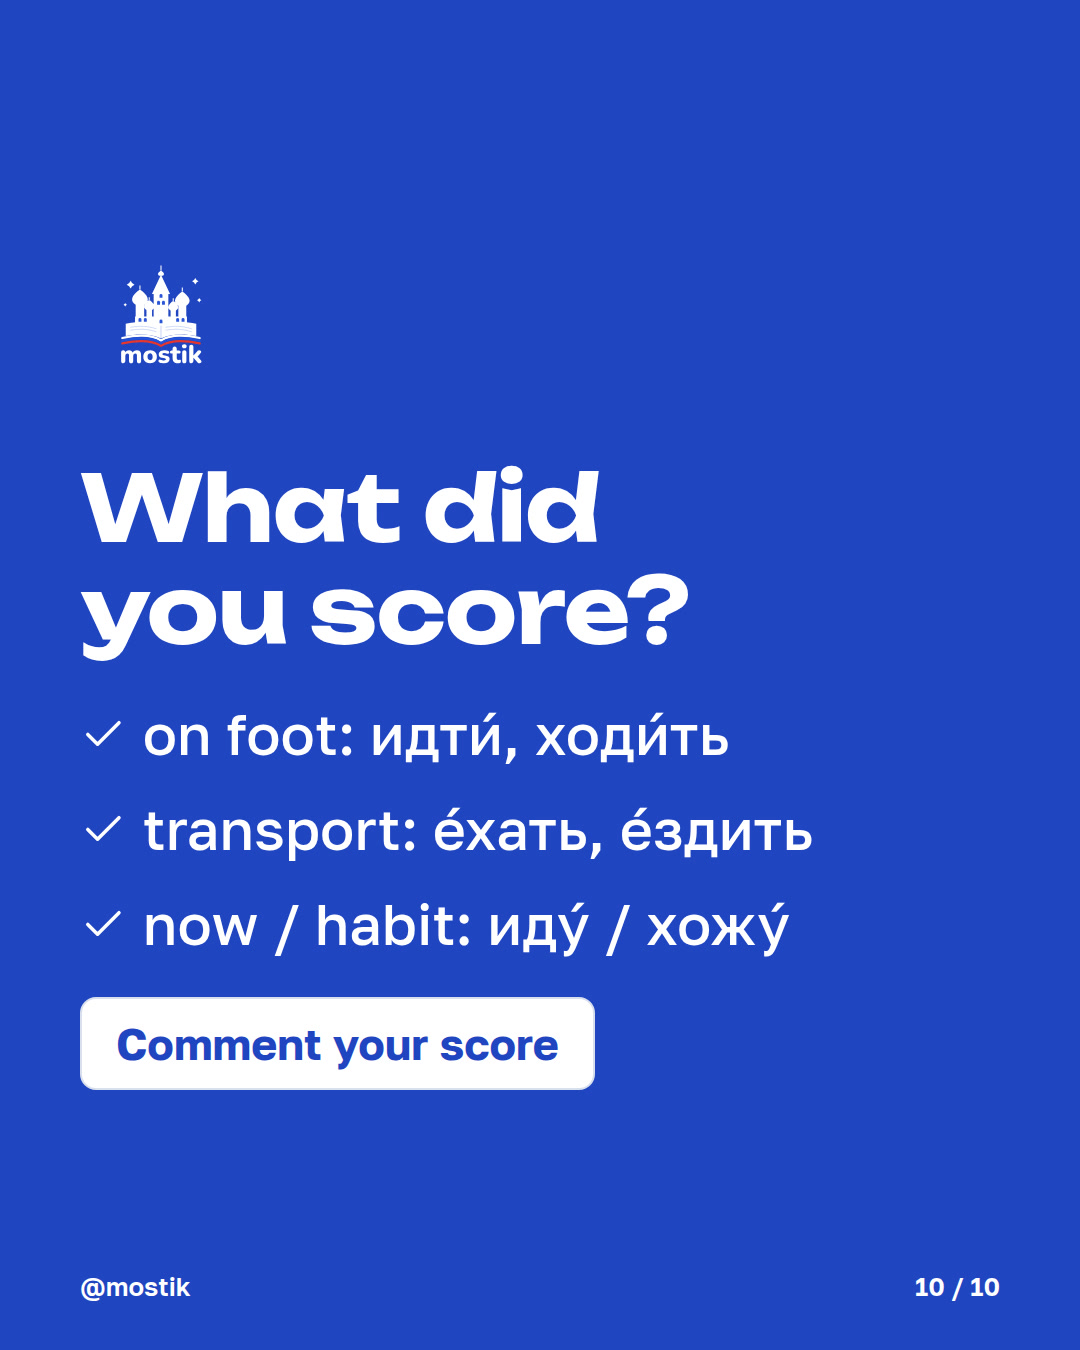 mostik
What did
you score?
on foot: идти́, ходи́ть
transport: е́хать, е́здить
now / habit: иду́ / хожу́
Comment your score
@mostik
10 / 10